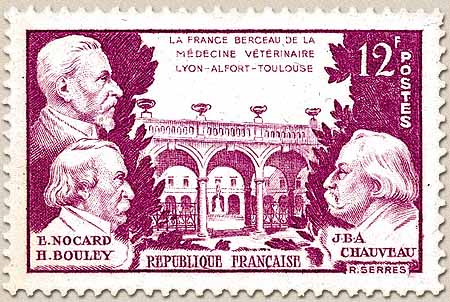 LA FRANCE BERCEAU DE LA
MÉDECINE VÉTÉRINAIRE
LYON-ALFORT-TOULOUSE
12F
POSTES
E.NOCARD
H.BOULEY
J.B.A
CHAUVEAU
RÉPUBLIQUE FRANÇAISE
R.SERRES